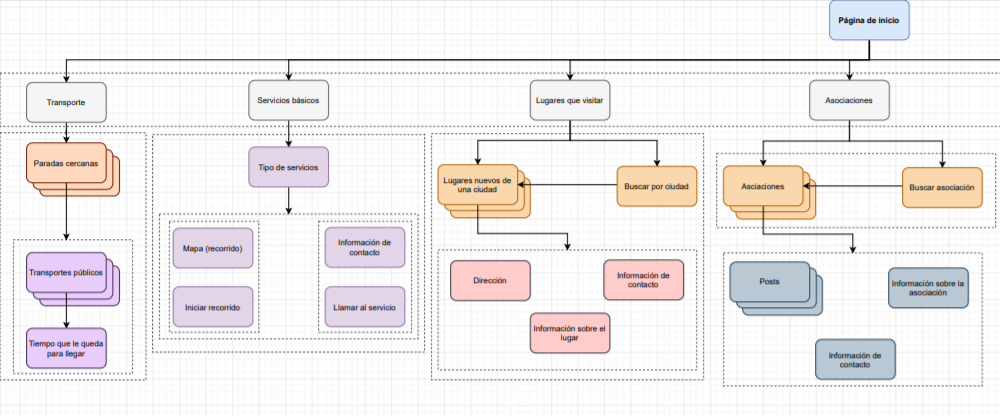 Página de inicio
Transporte
Servicios básicos
Lugares que visitar
Asociaciones
Paradas cercanas
Tipo de servicios
Lugares nuevos de
una ciudad
Buscar por ciudad
Asciaciones
Buscar asociación
Mapa (recorrido)
Información de
contacto
Transportes públicos
Iniciar recorrido
Llamar al servicio
Dirección
Información de
contacto
Información sobre el
lugar
Posts
Información sobre la
asociación
Información de
contacto
Tiempo que le queda
para llegar